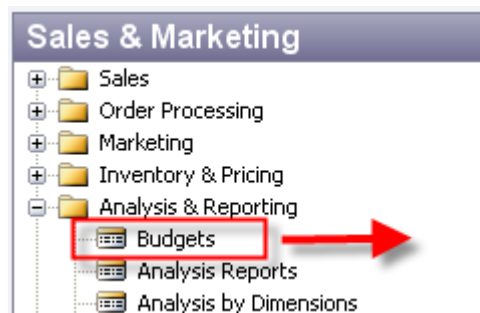 Sales & Marketing
Sales
Order Processing
Marketing
Inventory & Pricing
Analysis & Reporting
Budgets
Analysis Reports
Analysis by Dimensions